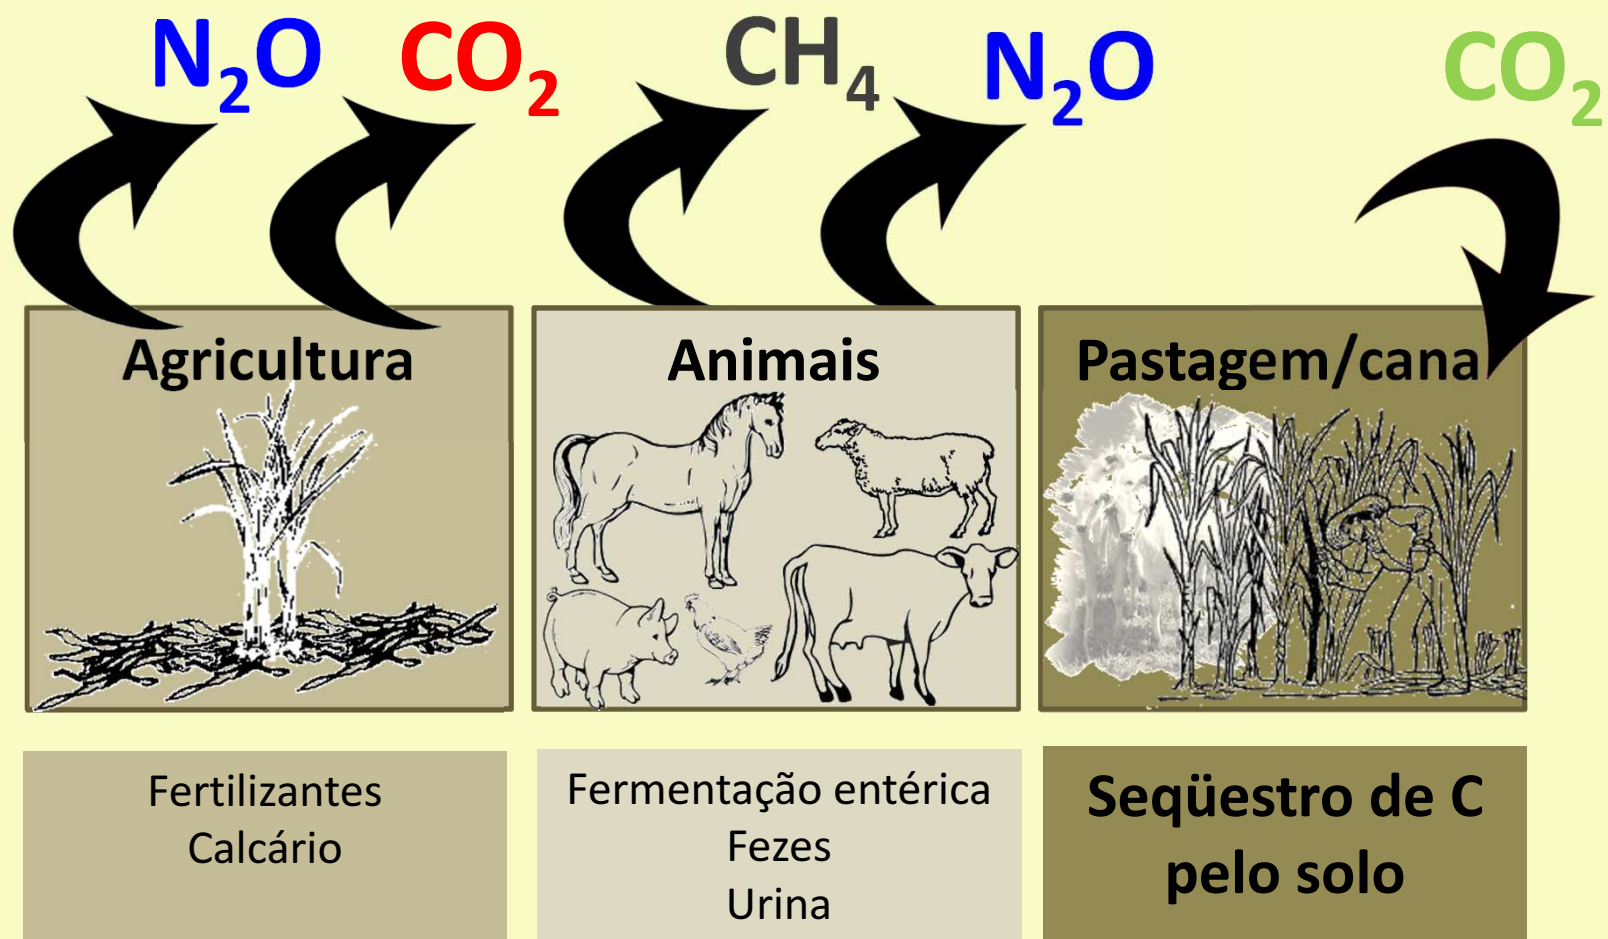 N₂O CO₂ CH₄ N₂O CO₂
Agricultura
Animais
Pastagem/cana
Fertilizantes
Calcário
Fermentação entérica
Fezes
Urina
Seqüestro de C
pelo solo